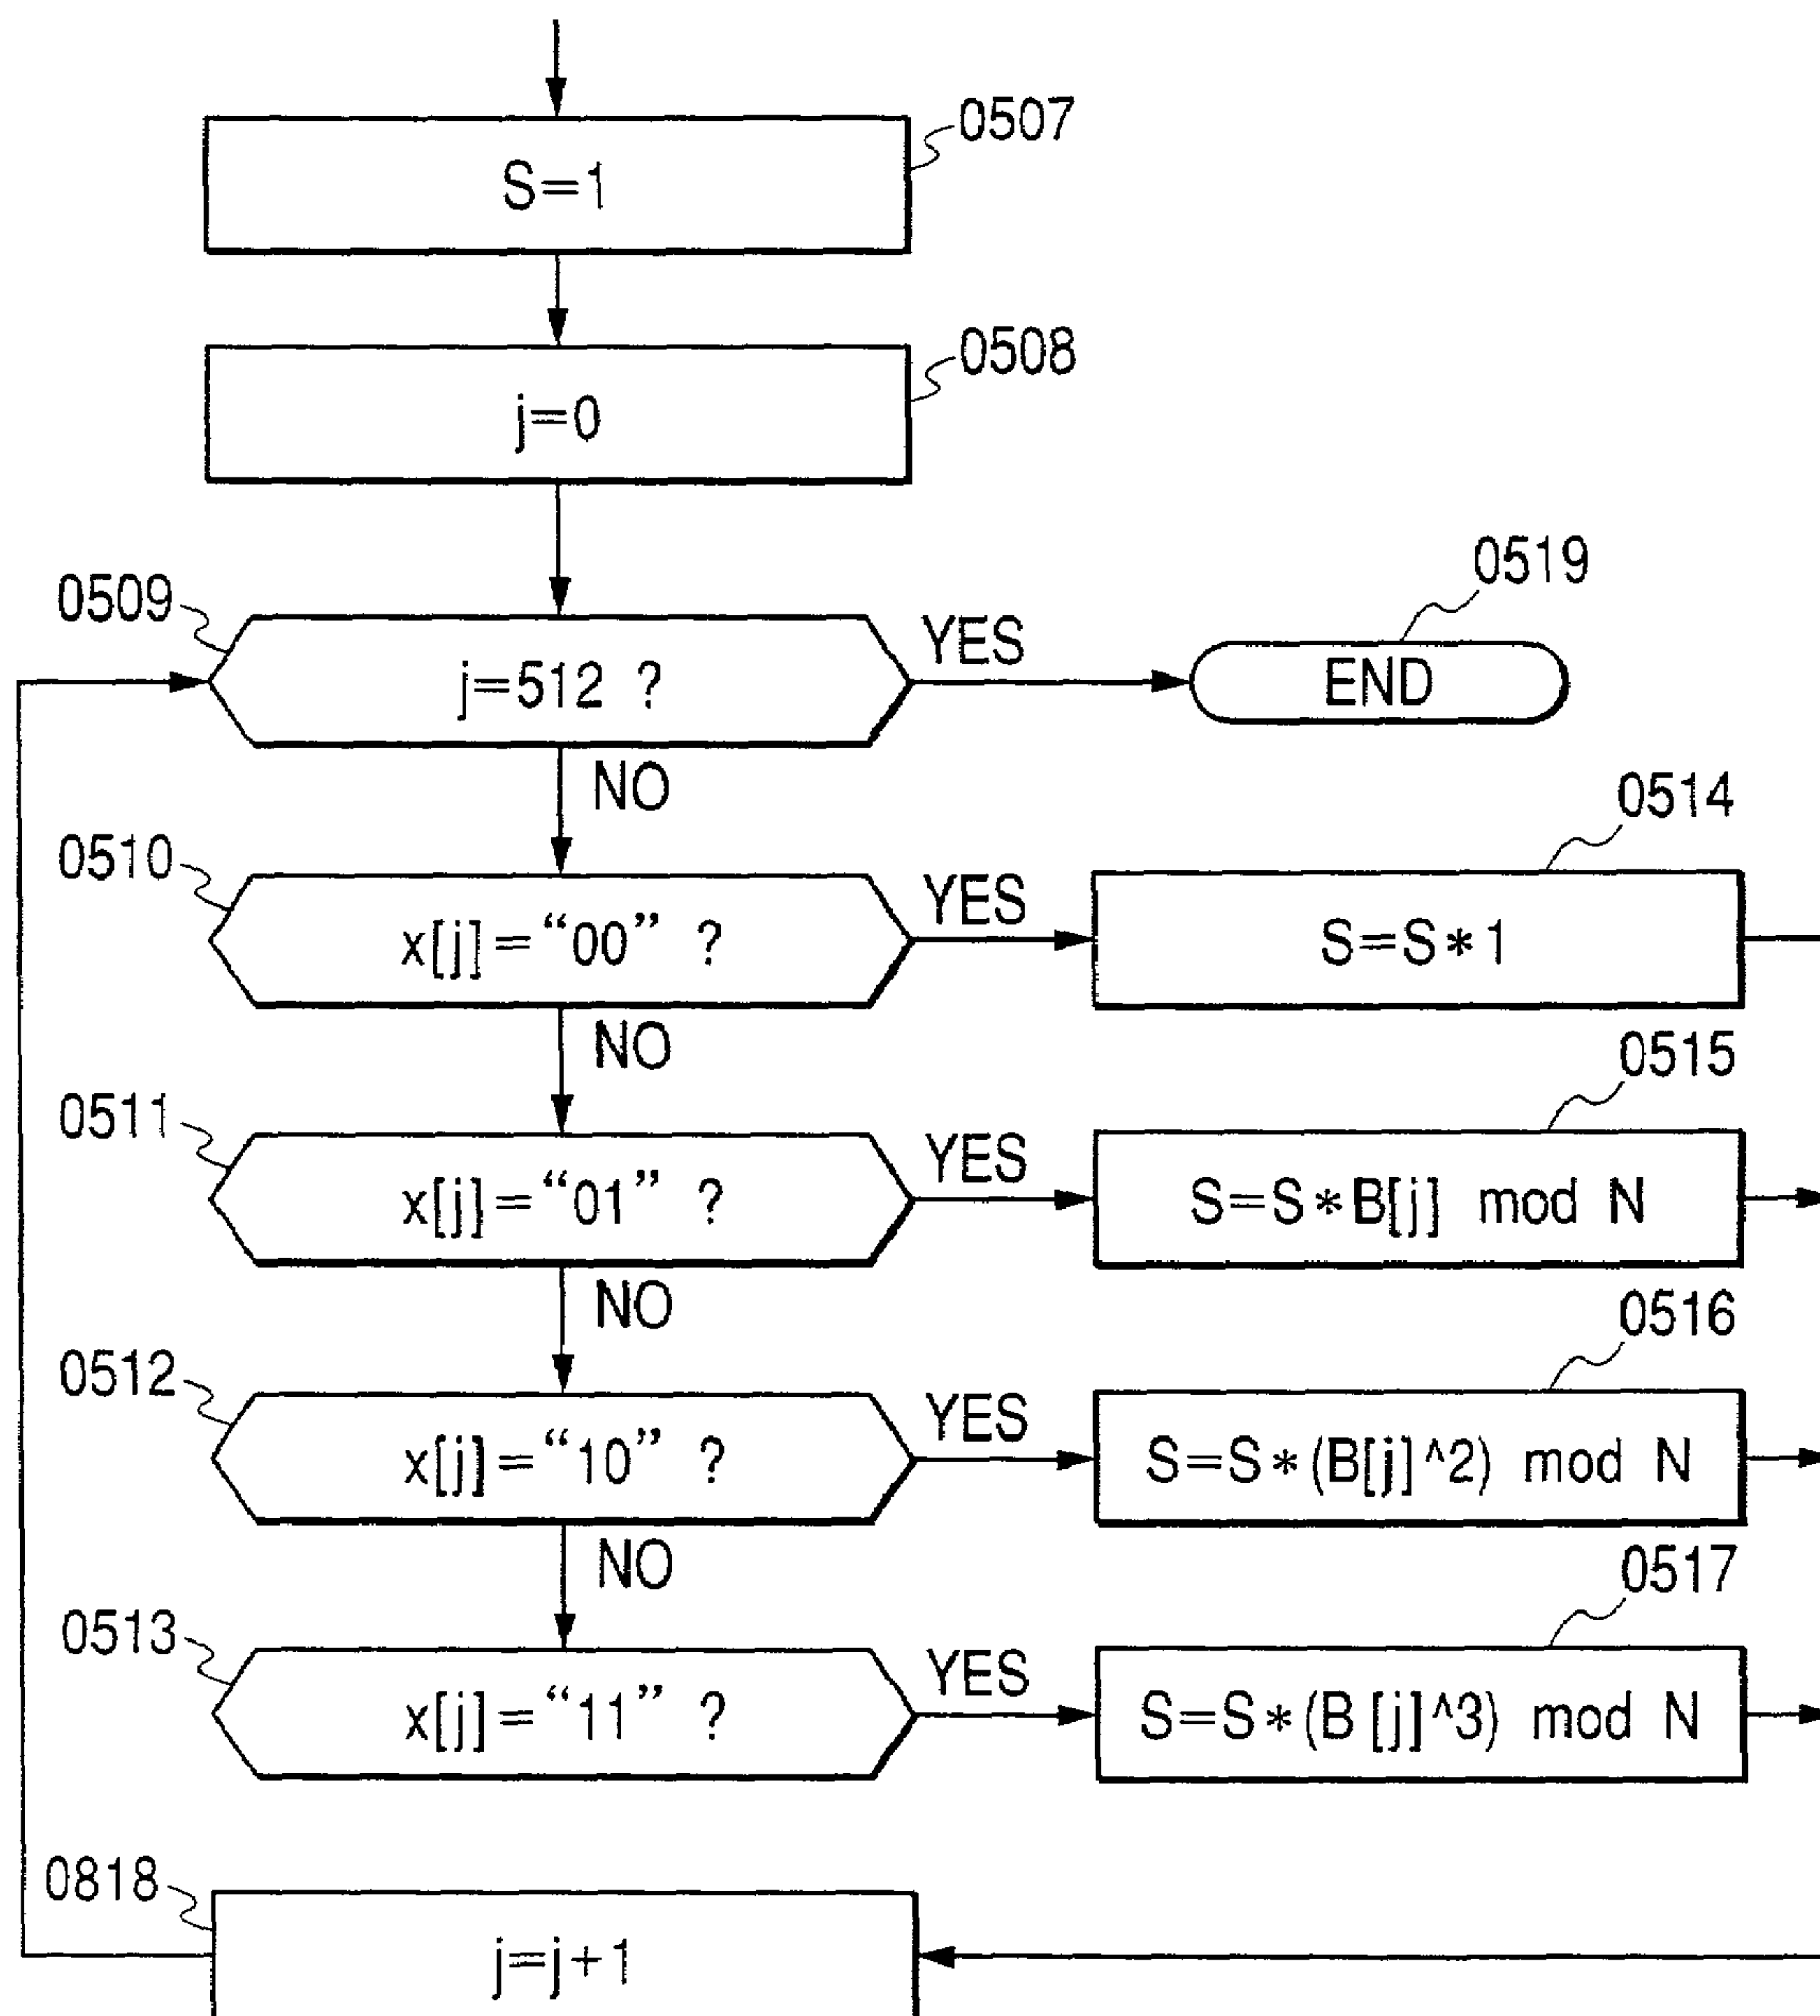 0507
S=1
0508
j=0
0509
j=512 ?
YES
0519
END
NO
0510
x[j]=“00” ?
YES
0514
S=S*1
NO
0511
x[j]=“01” ?
YES
0515
S=S*B[j] mod N
NO
0512
x[j]=“10” ?
YES
0516
S=S*(B[j]^2) mod N
NO
0513
x[j]=“11” ?
YES
0517
S=S*(B[j]^3) mod N
0818
j=j+1